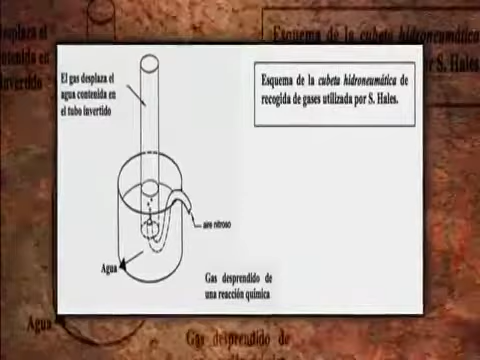 El gas desplaza el
agua contenida en
el tubo invertido
Esquema de la cubeta hidroneumática de
recogida de gases utilizada por S. Hales.
aire nitroso
Agua
Gas desprendido de
una reacción química
Esquema de la cubeta hidroneumática
r S. Hales.
splaza el
ntenida en
invertido
Agua
Gas desprendido de